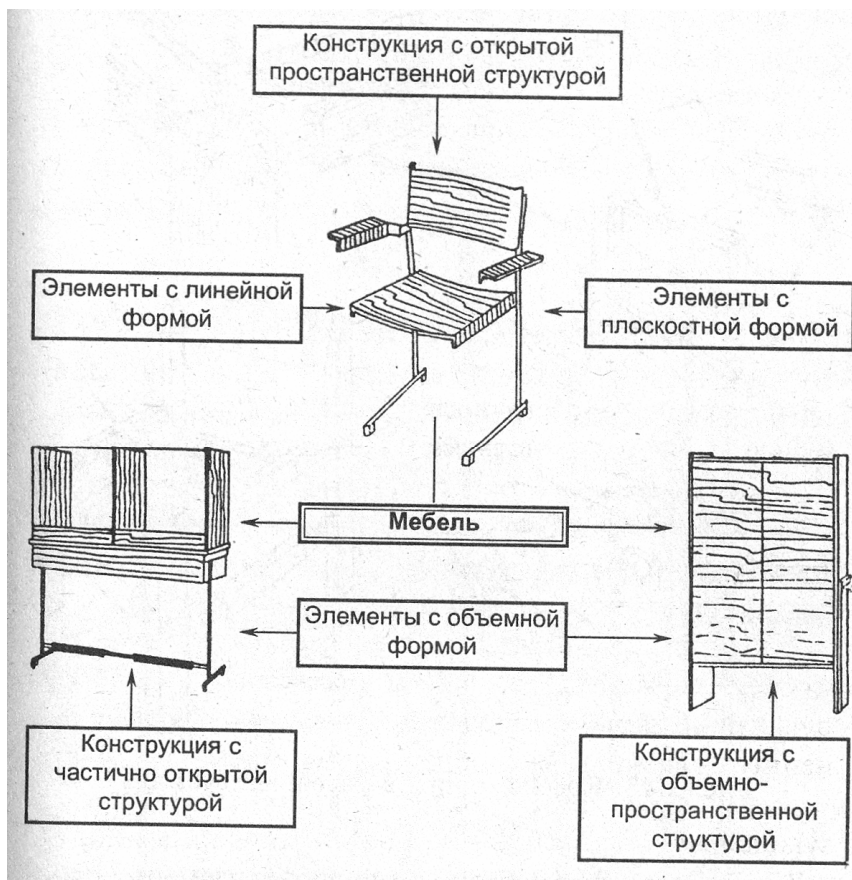 Конструкция с открытой
пространственной структурой
Элементы с линейной
формой
Элементы с
плоскостной формой
Мебель
Элементы с объемной
формой
Конструкция с
частично открытой
структурой
Конструкция с
объемно-
пространственной
структурой